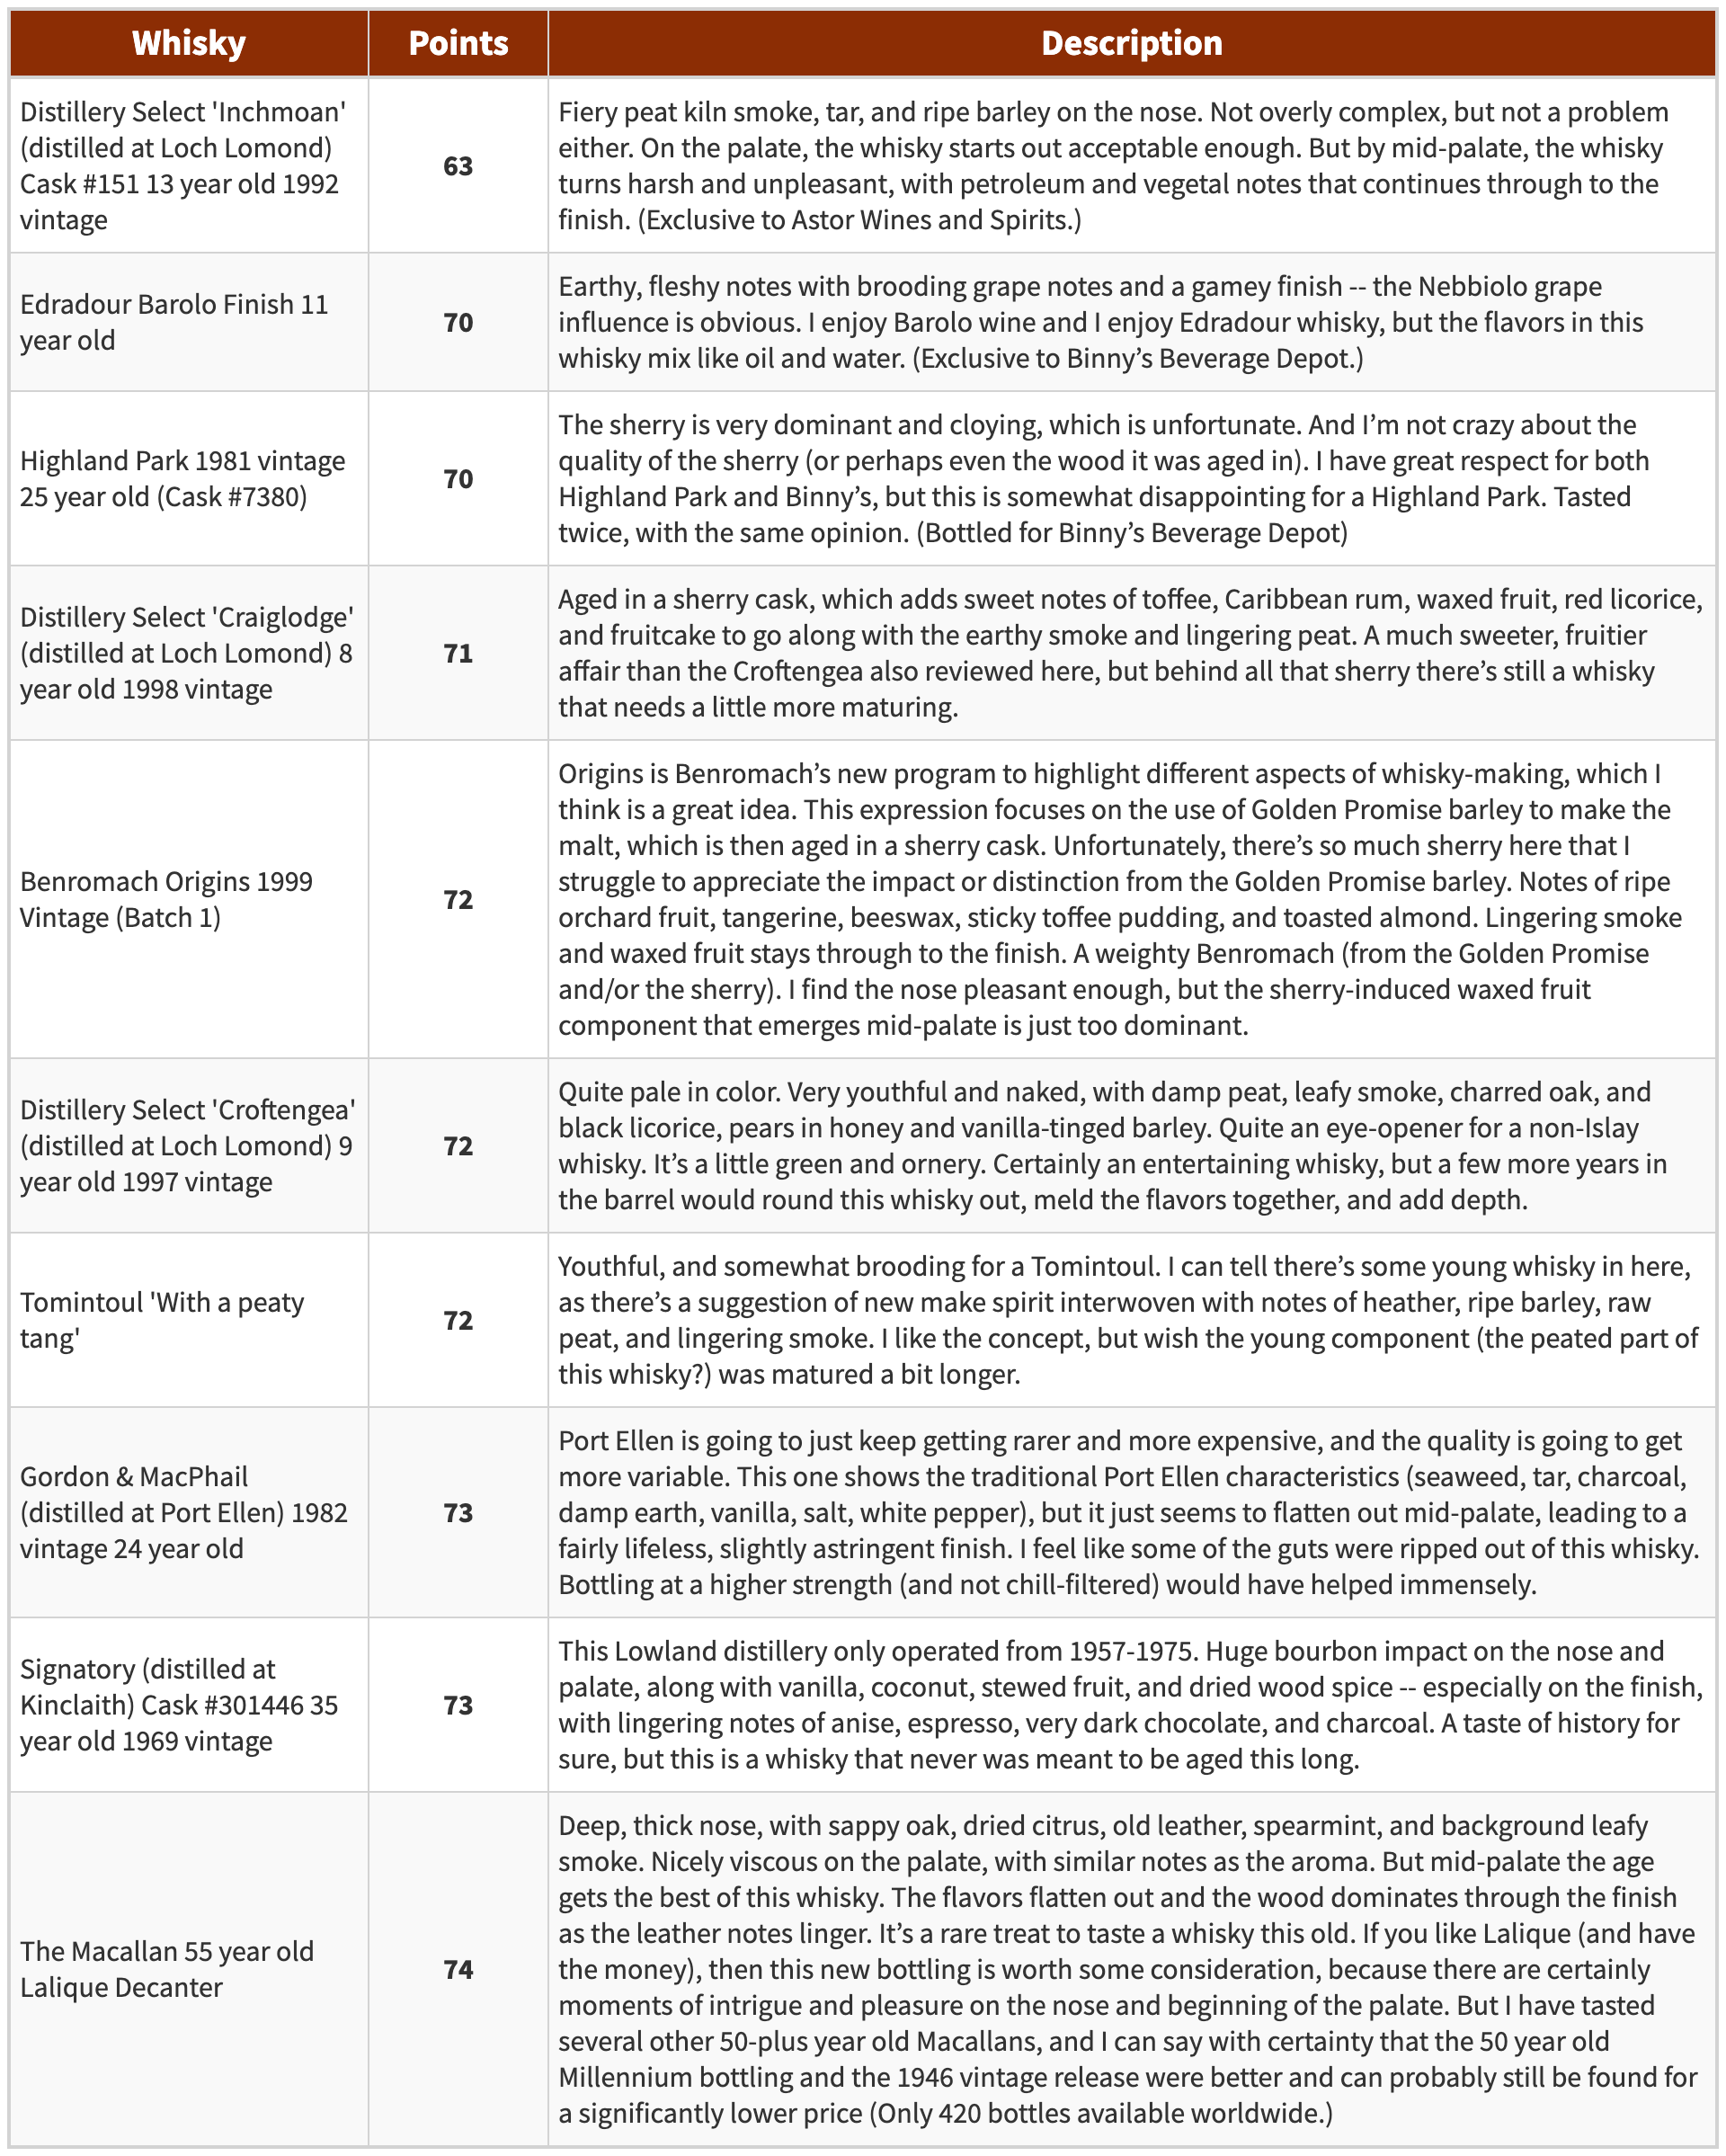 Whisky Points Description
Distillery Select 'Inchmoan'
(distilled at Loch Lomond)
Cask #151 13 year old 1992
vintage
63
Fiery peat kiln smoke, tar, and ripe barley on the nose. Not overly complex, but not a problem
either. On the palate, the whisky starts out acceptable enough. But by mid-palate, the whisky
turns harsh and unpleasant, with petroleum and vegetal notes that continues through to the
finish. (Exclusive to Astor Wines and Spirits.)
Edradour Barolo Finish 11
year old
70
Earthy, fleshy notes with brooding grape notes and a gamey finish -- the Nebbiolo grape
influence is obvious. I enjoy Barolo wine and I enjoy Edradour whisky, but the flavors in this
whisky mix like oil and water. (Exclusive to Binny’s Beverage Depot.)
Highland Park 1981 vintage
25 year old (Cask #7380)
70
The sherry is very dominant and cloying, which is unfortunate. And I’m not crazy about the
quality of the sherry (or perhaps even the wood it was aged in). I have great respect for both
Highland Park and Binny’s, but this is somewhat disappointing for a Highland Park. Tasted
twice, with the same opinion. (Bottled for Binny’s Beverage Depot)
Distillery Select 'Craiglodge'
(distilled at Loch Lomond) 8
year old 1998 vintage
71
Aged in a sherry cask, which adds sweet notes of toffee, Caribbean rum, waxed fruit, red licorice,
and fruitcake to go along with the earthy smoke and lingering peat. A much sweeter, fruitier
affair than the Croftengea also reviewed here, but behind all that sherry there’s still a whisky
that needs a little more maturing.
Benromach Origins 1999
Vintage (Batch 1)
72
Origins is Benromach’s new program to highlight different aspects of whisky-making, which I
think is a great idea. This expression focuses on the use of Golden Promise barley to make the
malt, which is then aged in a sherry cask. Unfortunately, there’s so much sherry here that I
struggle to appreciate the impact or distinction from the Golden Promise barley. Notes of ripe
orchard fruit, tangerine, beeswax, sticky toffee pudding, and toasted almond. Lingering smoke
and waxed fruit stays through to the finish. A weighty Benromach (from the Golden Promise
and/or the sherry). I find the nose pleasant enough, but the sherry-induced waxed fruit
component that emerges mid-palate is just too dominant.
Distillery Select 'Croftengea'
(distilled at Loch Lomond) 9
year old 1997 vintage
72
Quite pale in color. Very youthful and naked, with damp peat, leafy smoke, charred oak, and
black licorice, pears in honey and vanilla-tinged barley. Quite an eye-opener for a non-Islay
whisky. It’s a little green and ornery. Certainly an entertaining whisky, but a few more years in
the barrel would round this whisky out, meld the flavors together, and add depth.
Tomintoul 'With a peaty
tang'
72
Youthful, and somewhat brooding for a Tomintoul. I can tell there’s some young whisky in here,
as there’s a suggestion of new make spirit interwoven with notes of heather, ripe barley, raw
peat, and lingering smoke. I like the concept, but wish the young component (the peated part of
this whisky?) was matured a bit longer.
Gordon & MacPhail
(distilled at Port Ellen) 1982
vintage 24 year old
73
Port Ellen is going to just keep getting rarer and more expensive, and the quality is going to get
more variable. This one shows the traditional Port Ellen characteristics (seaweed, tar, charcoal,
damp earth, vanilla, salt, white pepper), but it just seems to flatten out mid-palate, leading to a
fairly lifeless, slightly astringent finish. I feel like some of the guts were ripped out of this whisky.
Bottling at a higher strength (and not chill-filtered) would have helped immensely.
Signatory (distilled at
Kinclaith) Cask #301446 35
year old 1969 vintage
73
This Lowland distillery only operated from 1957-1975. Huge bourbon impact on the nose and
palate, along with vanilla, coconut, stewed fruit, and dried wood spice -- especially on the finish,
with lingering notes of anise, espresso, very dark chocolate, and charcoal. A taste of history for
sure, but this is a whisky that never was meant to be aged this long.
The Macallan 55 year old
Lalique Decanter
74
Deep, thick nose, with sappy oak, dried citrus, old leather, spearmint, and background leafy
smoke. Nicely viscous on the palate, with similar notes as the aroma. But mid-palate the age
gets the best of this whisky. The flavors flatten out and the wood dominates through the finish
as the leather notes linger. It’s a rare treat to taste a whisky this old. If you like Lalique (and have
the money), then this new bottling is worth some consideration, because there are certainly
moments of intrigue and pleasure on the nose and beginning of the palate. But I have tasted
several other 50-plus year old Macallans, and I can say with certainty that the 50 year old
Millennium bottling and the 1946 vintage release were better and can probably still be found for
a significantly lower price (Only 420 bottles available worldwide.)